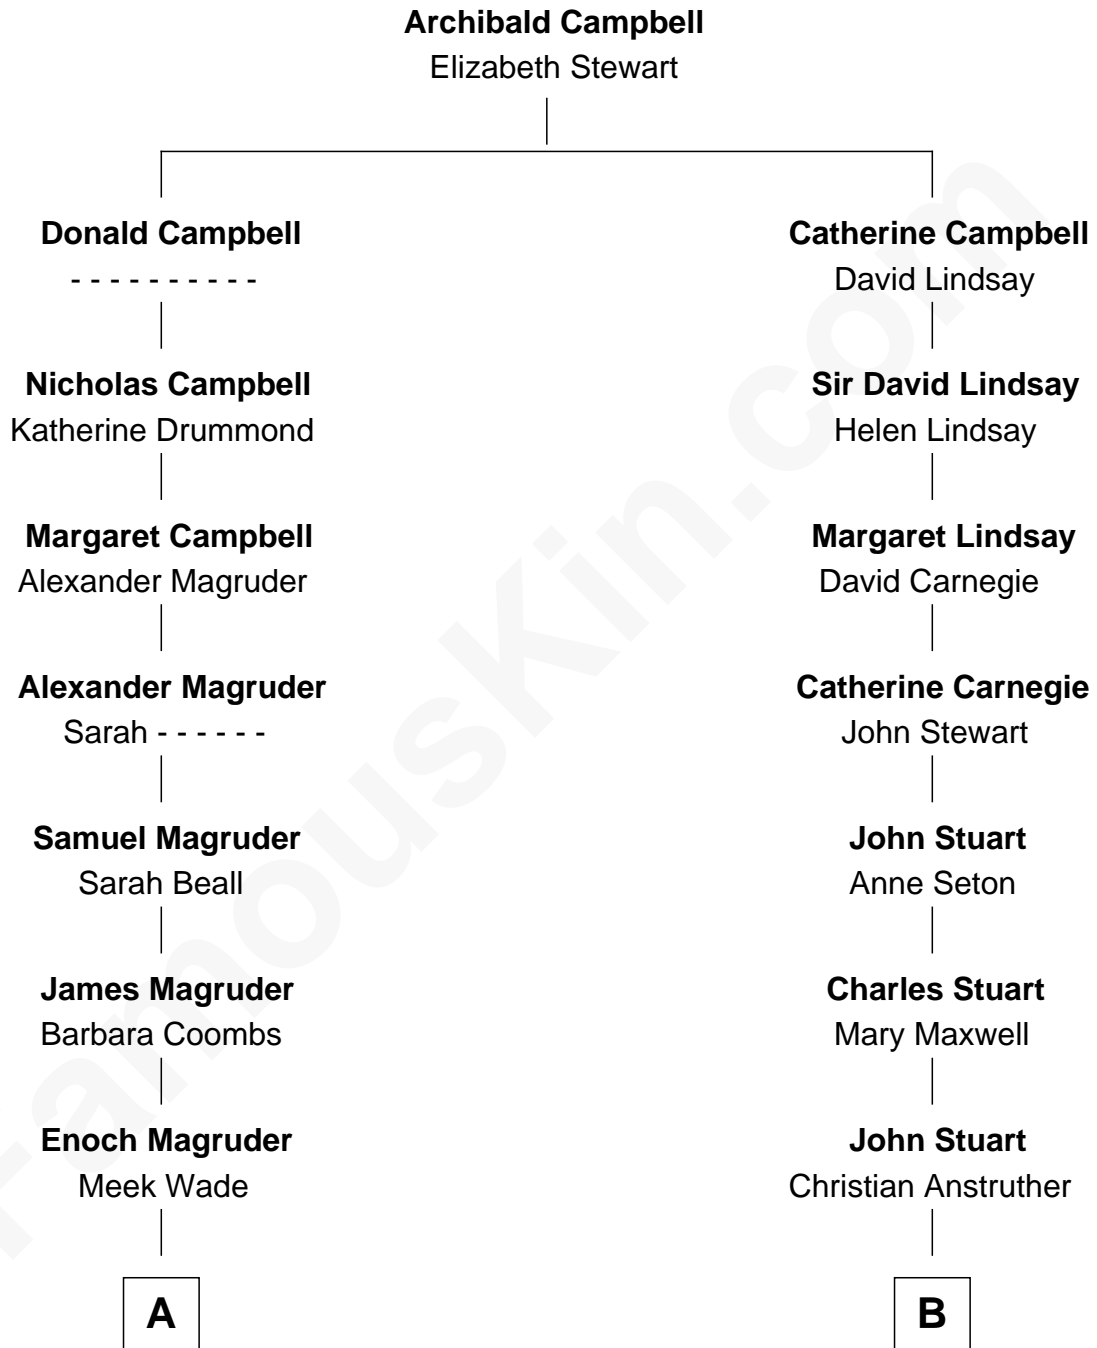 Archibald Campbell
Elizabeth Stewart
Donald Campbell
- - - - - - - - - -
Catherine Campbell
David Lindsay
Nicholas Campbell
Katherine Drummond
Sir David Lindsay
Helen Lindsay
Margaret Campbell
Alexander Magruder
Margaret Lindsay
David Carnegie
Alexander Magruder
Sarah - - - - - -
Catherine Carnegie
John Stewart
Samuel Magruder
Sarah Beall
John Stuart
Anne Seton
James Magruder
Barbara Coombs
Charles Stuart
Mary Maxwell
Enoch Magruder
Meek Wade
John Stuart
Christian Anstruther
A
B
FamousKin.com